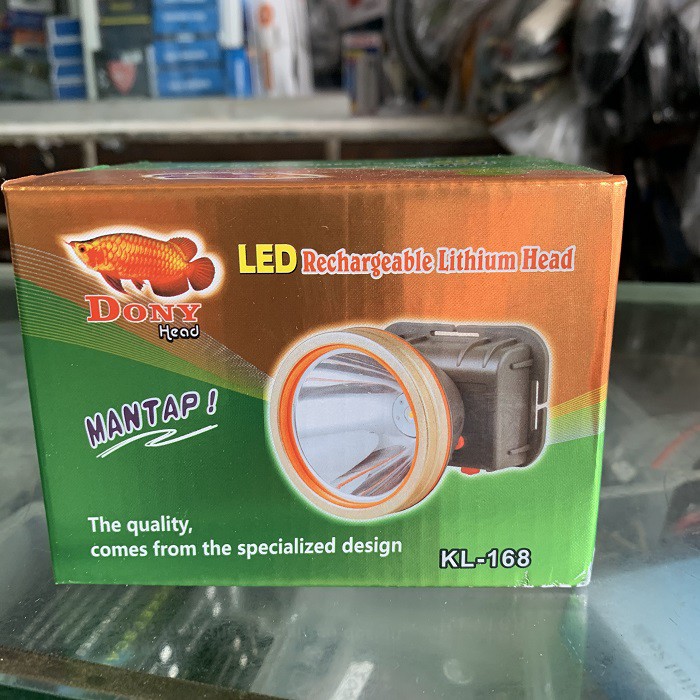 DONY
Head
LED Rechargeable Lithium Head
MANTAP!
The quality,
comes from the specialized design
KL-168